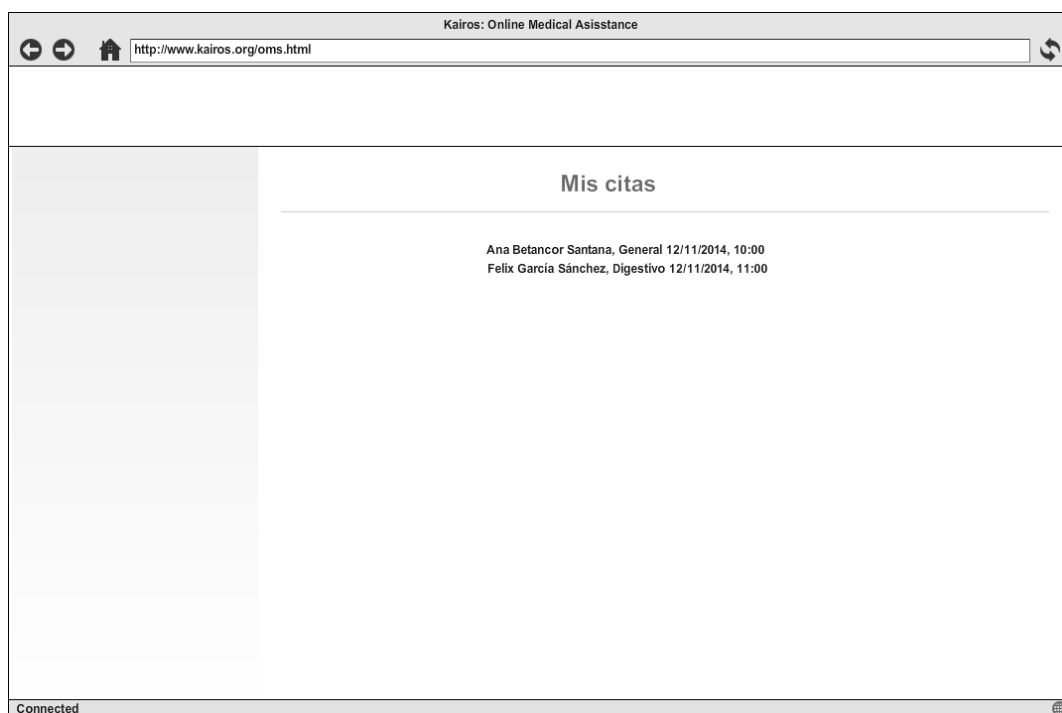 Kairos: Online Medical Asisstance
http://www.kairos.org/oms.html
Mis citas
Ana Betancor Santana, General 12/11/2014, 10:00
Felix García Sánchez, Digestivo 12/11/2014, 11:00
Connected